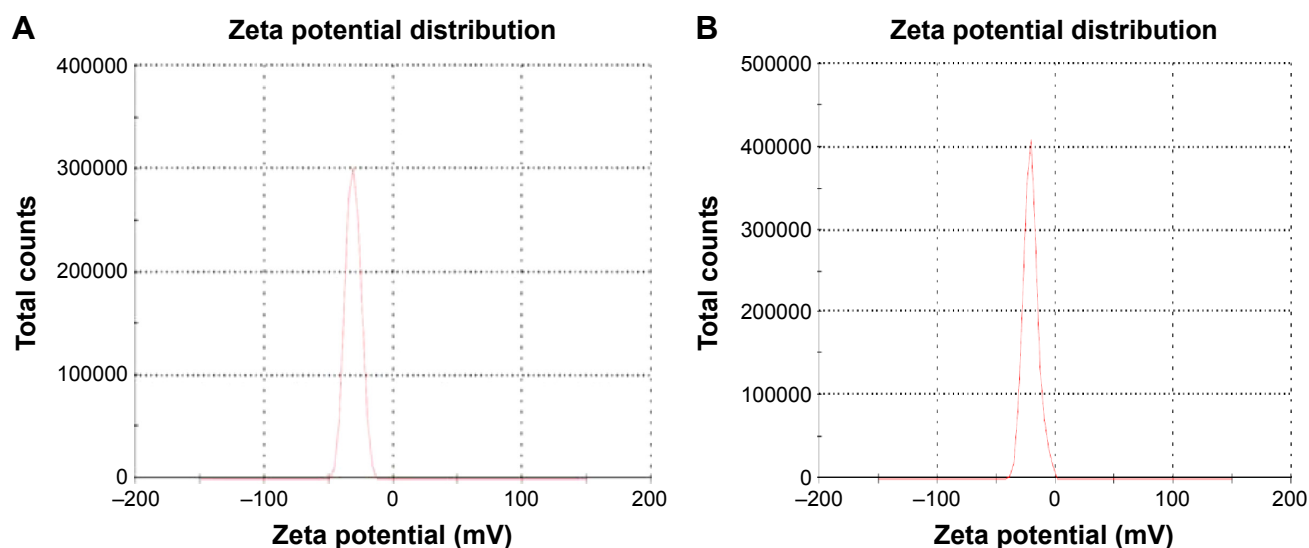 A
Zeta potential distribution
400000
300000
200000
100000
0
–200
–100
0
100
200
Total counts
Zeta potential (mV)
B
Zeta potential distribution
500000
400000
300000
200000
100000
0
–200
–100
0
100
200
Total counts
Zeta potential (mV)